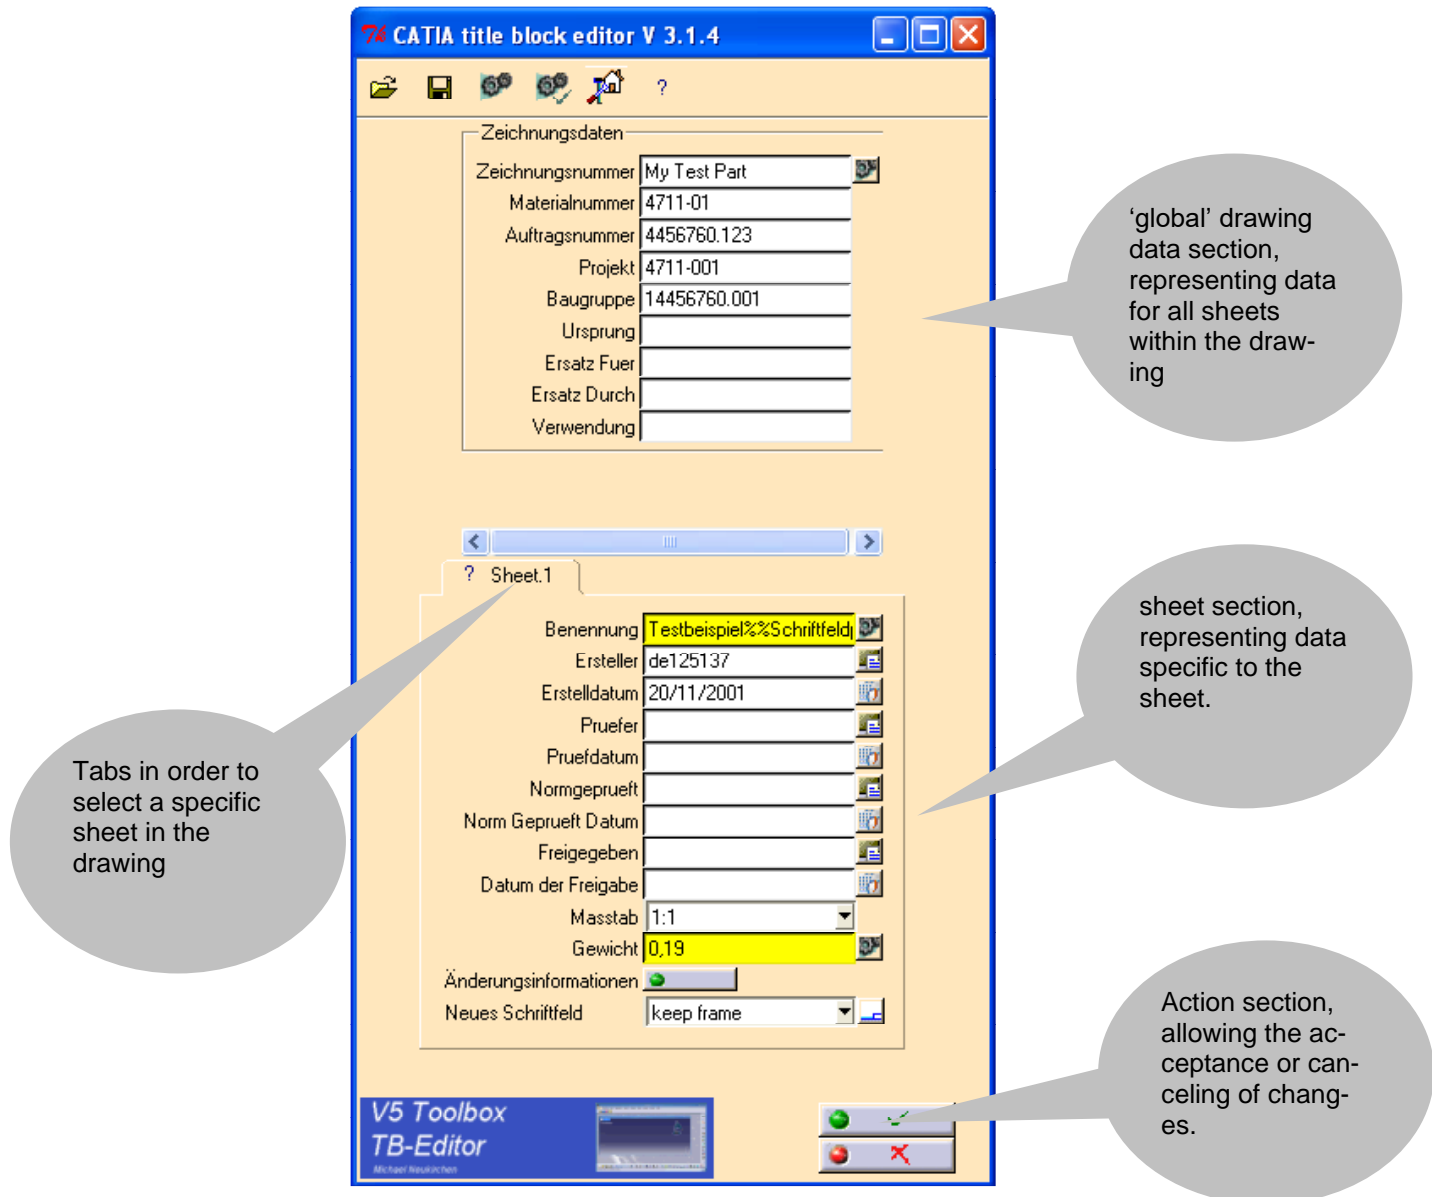 CATIA title block editor V 3.1.4
?
Zeichnungsdaten
Zeichnungsnummer My Test Part
Materialnummer 4711-01
Auftragsnummer 4456760.123
Projekt 4711-001
Baugruppe 14456760.001
Ursprung
Ersatz Fuer
Ersatz Durch
Verwendung
‘global’ drawing
data section,
representing data
for all sheets
within the draw-
ing
? Sheet.1
Benennung Testbeispiel%%Schriftfeld
Ersteller de125137
Erstelldatum 20/11/2001
Pruefer
Pruefdatum
Normgeprueft
Norm Geprueft Datum
Freigegeben
Datum der Freigabe
Masstab 1:1
Gewicht 0,19
Änderungsinformationen
Neues Schriftfeld keep frame
sheet section,
representing data
specific to the
sheet.
Tabs in order to
select a specific
sheet in the
drawing
Action section,
allowing the ac-
ceptance or can-
celing of chang-
es.
V5 Toolbox
TB-Editor
Michael Neukirchen